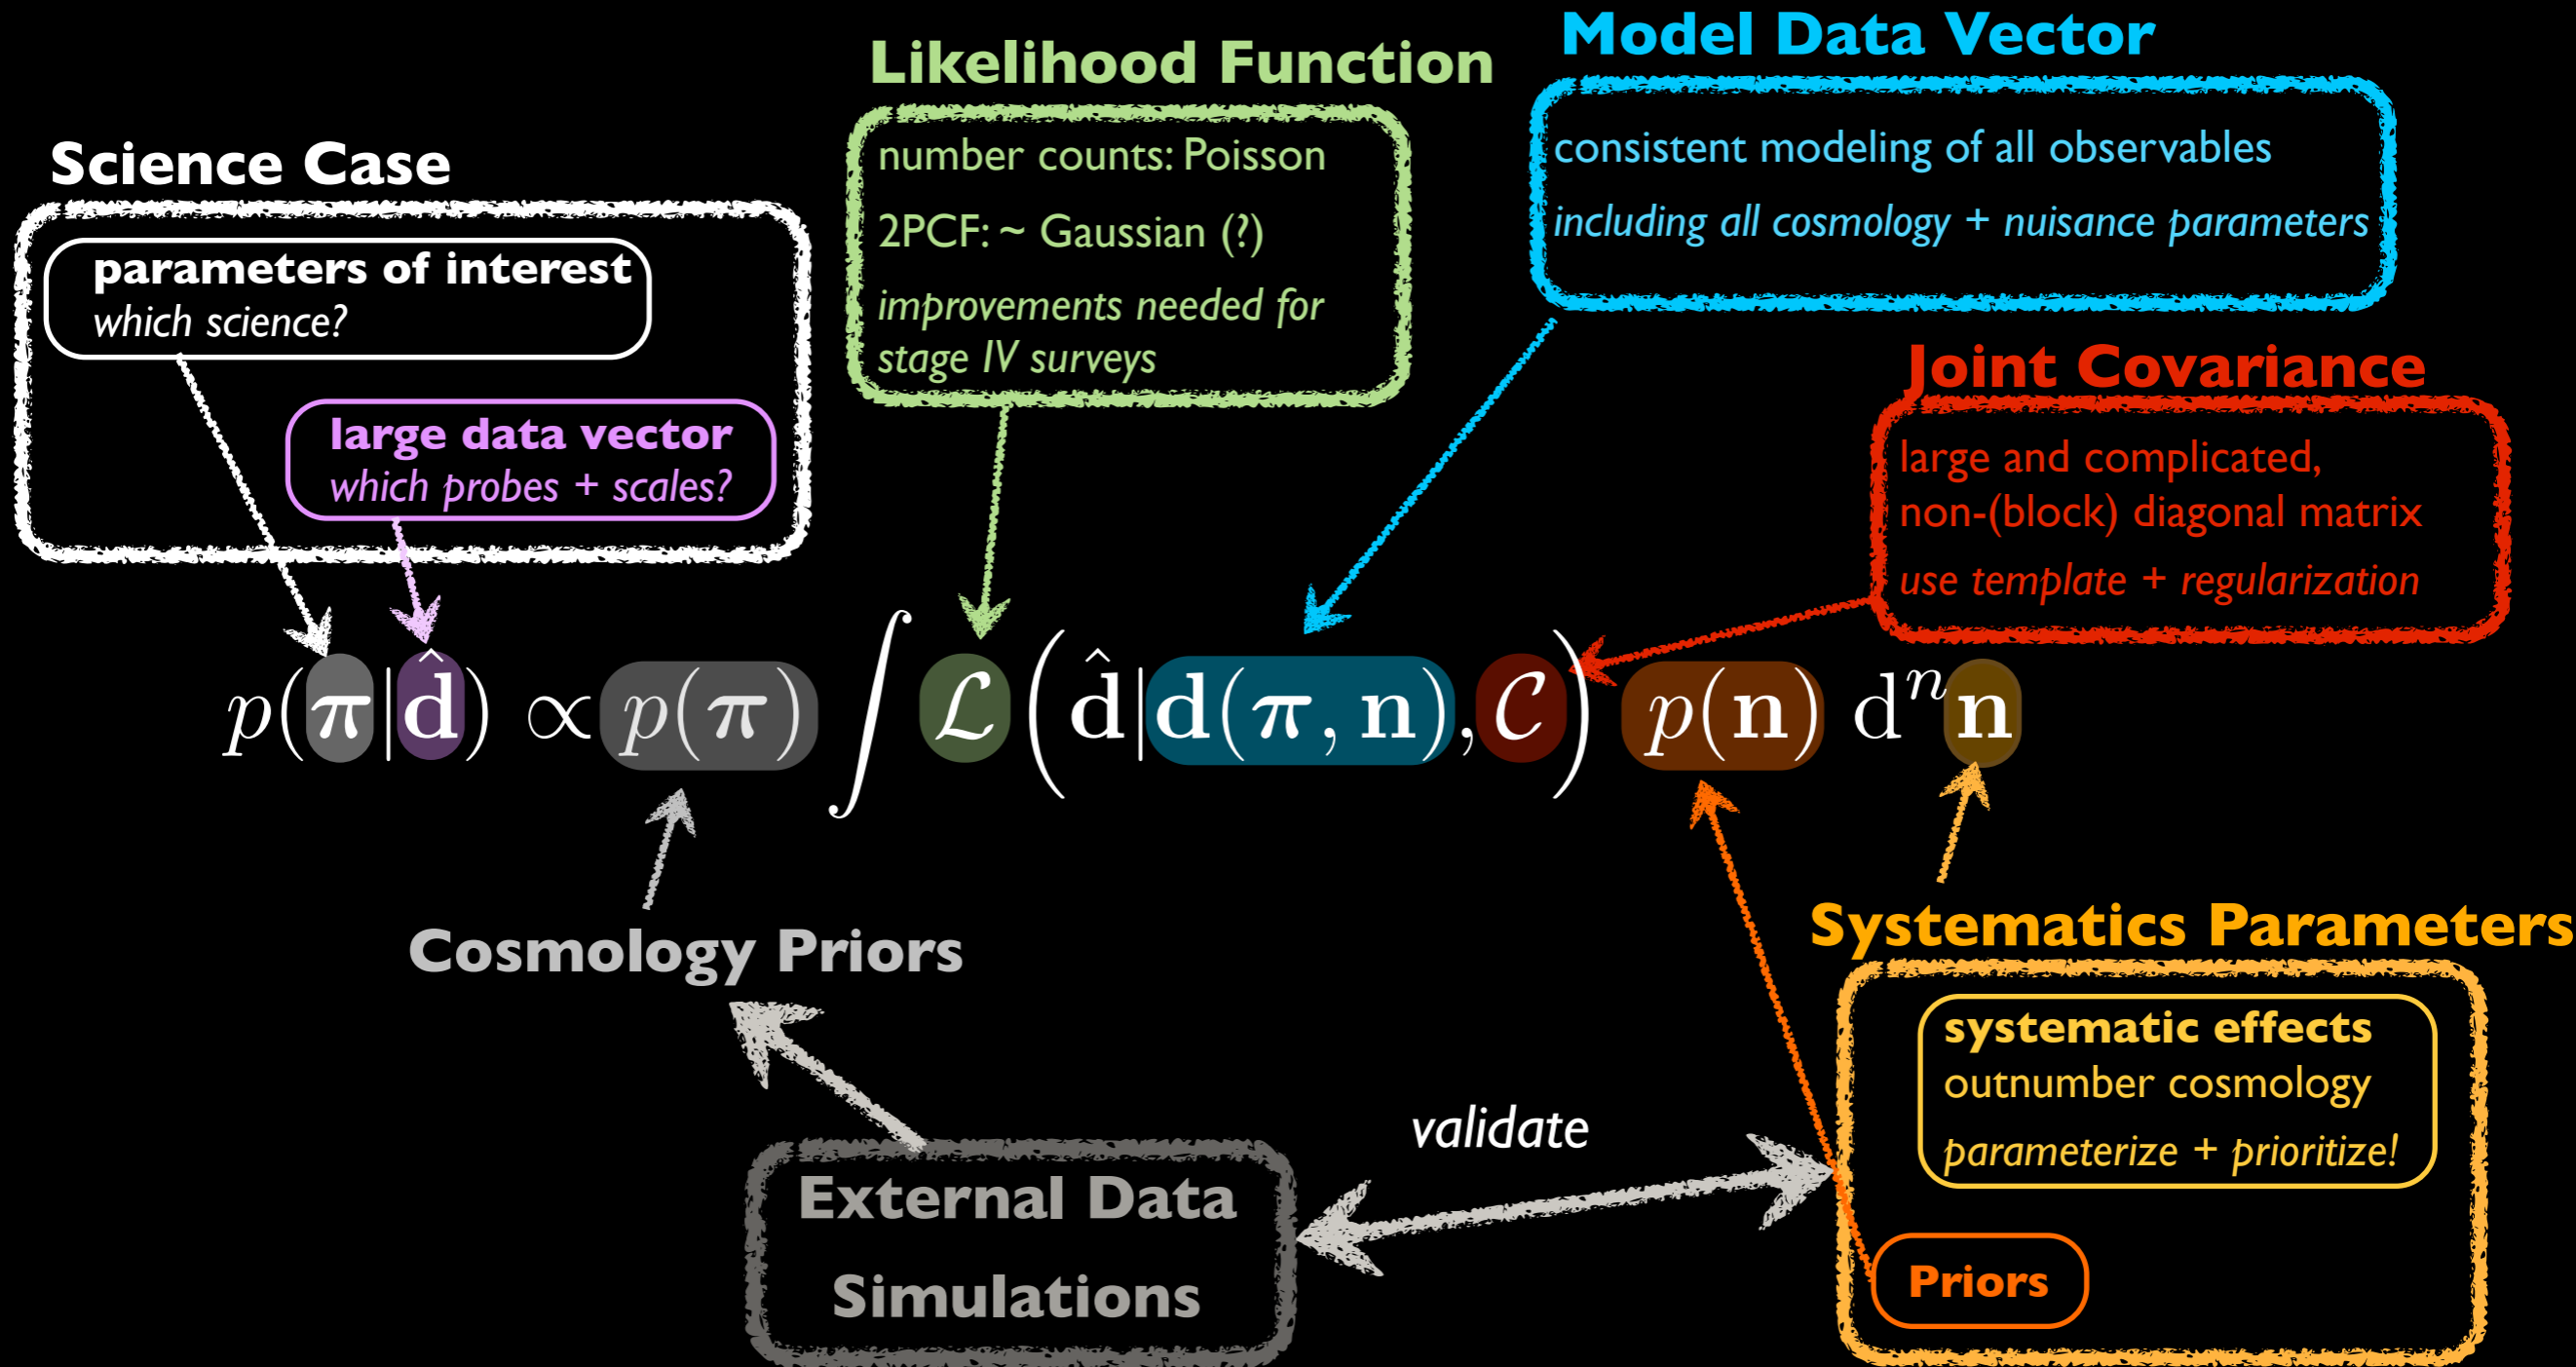 Model Data Vector
Likelihood Function
consistent modeling of all observables
including all cosmology + nuisance parameters
number counts: Poisson
2PCF: ~ Gaussian (?)
improvements needed for
stage IV surveys
Science Case
parameters of interest
which science?
large data vector
which probes + scales?
Joint Covariance
large and complicated,
non-(block) diagonal matrix
use template + regularization
p(π|d̂) ∝ p(π) ∫ ℒ(d̂|d(π, n), 𝒞) p(n) dⁿn
Cosmology Priors
Systematics Parameters
systematic effects
outnumber cosmology
parameterize + prioritize!
validate
External Data
Simulations
Priors